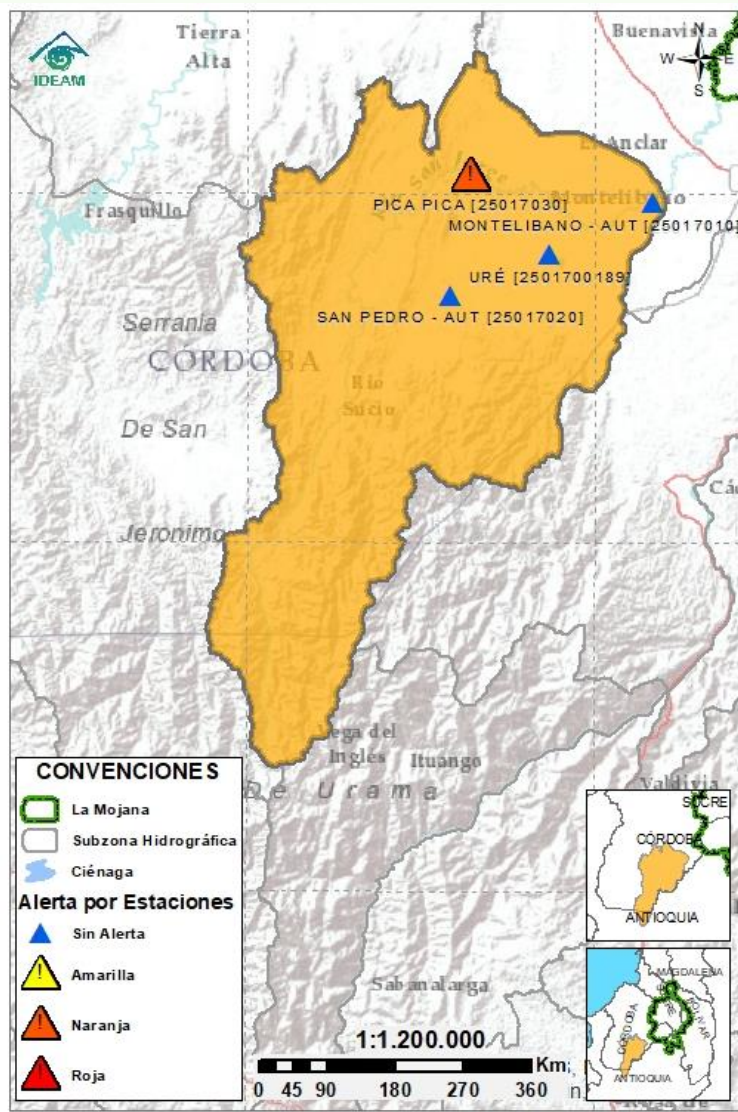 IDEAM
Tierra
Alta
Buenavista
N
W E
S
El Anclar
PICA PICA [25017030]
Montelibano
Frasquillo
MONTELIBANO - AUT [25017010]
URÉ [2501700189]
SAN PEDRO - AUT [25017020]
Serrania
CÓRDOBA
Río
Sucio
De San
Jeronimo
Ituango
Ingles
De Urama
Valdivia
Sabanalarga
CONVENCIONES
La Mojana
Subzona Hidrográfica
Ciénaga
Alerta por Estaciones
Sin Alerta
Amarilla
Naranja
Roja
1:1.200.000
Km
0 45 90 180 270 360
SUCRE
CÓRDOBA
ANTIOQUIA
MAGDALENA
CÓRDOBA
BOLIVAR
ANTIOQUIA